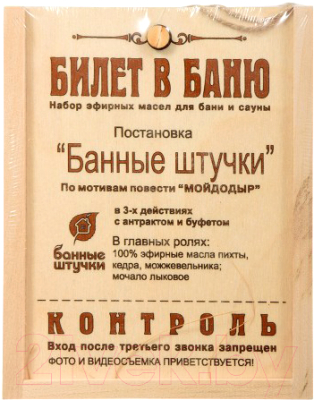 БИЛЕТ В БАНЮ
Набор эфирных масел для бани и сауны
Постановка
“Банные штучки”
По мотивам повести “МОЙДОДЫР”
в 3-х действиях
с антрактом и буфетом
банные
штучки
В главных ролях:
100% эфирные масла пихты,
кедра, можжевельника;
мочало лыковое
КОНТРОЛЬ
Вход после третьего звонка запрещен
ФОТО И ВИДЕОСЪЕМКА ПРИВЕТСТВУЕТСЯ!